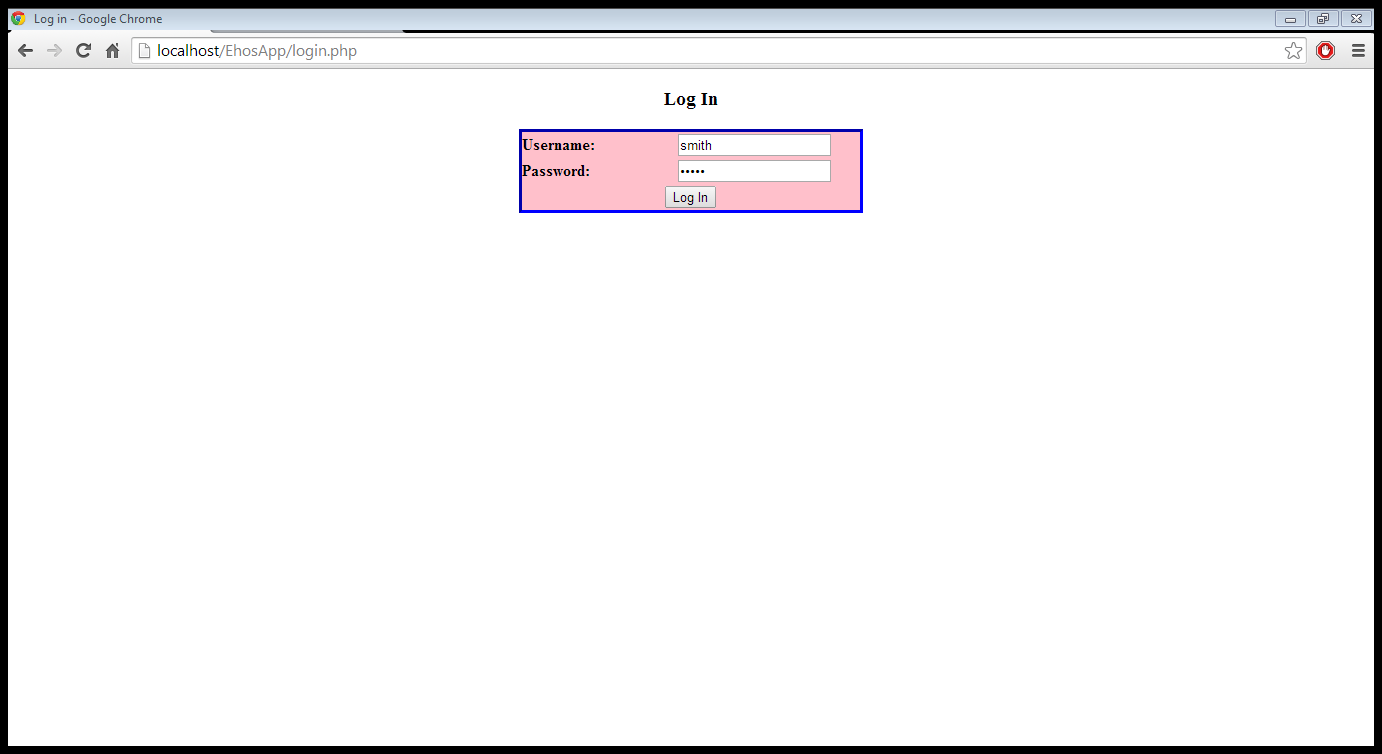 Log in - Google Chrome
localhost/EhosApp/login.php
Log In
Username: smith
Password: •••••
Log In